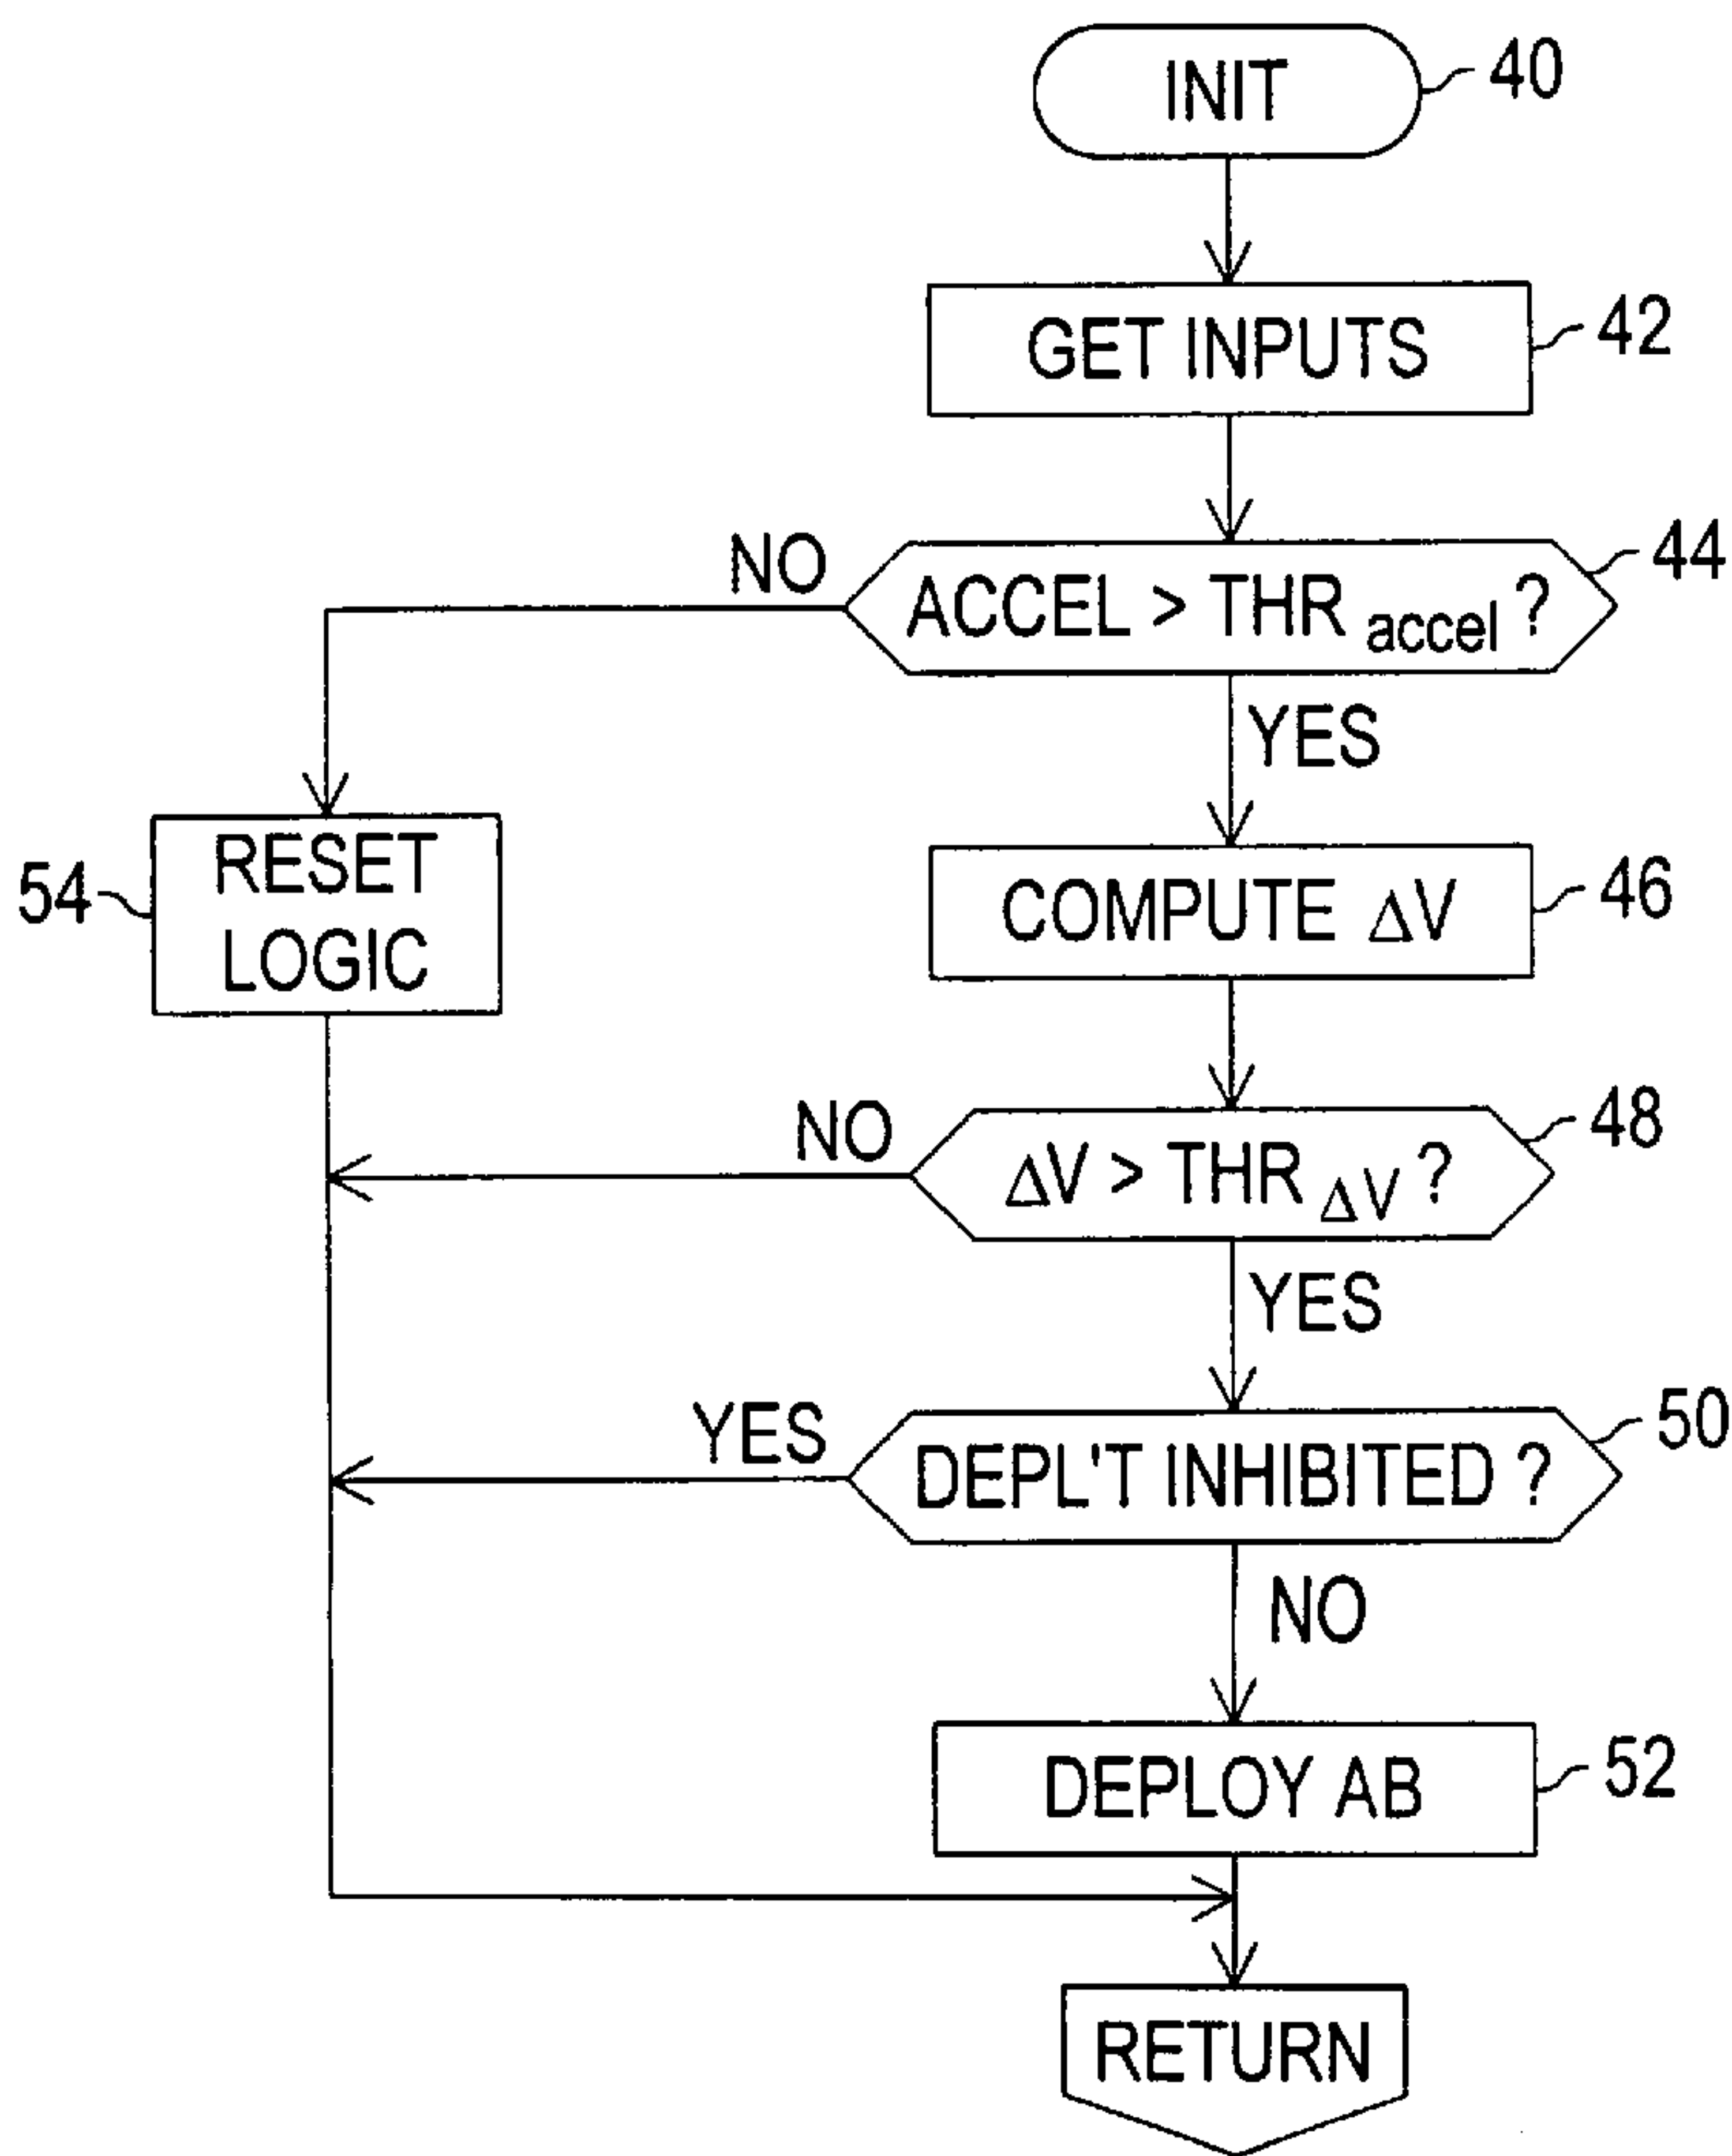 INIT
40
GET INPUTS
42
NO
ACCEL > THR accel ?
44
YES
RESET
LOGIC
54
COMPUTE ΔV
46
NO
ΔV > THR ΔV ?
48
YES
YES
DEPL'T INHIBITED ?
50
NO
DEPLOY AB
52
RETURN